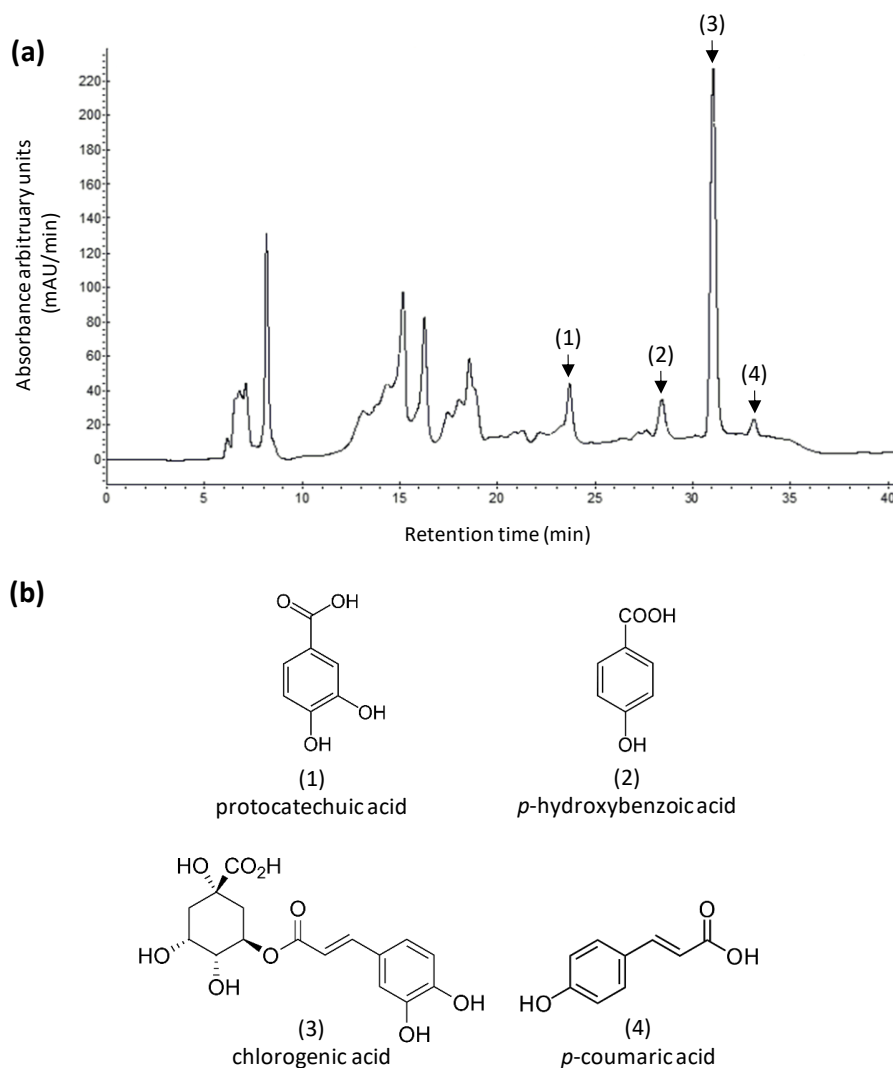 (a)
Absorbance arbitruary units
(mAU/min)
220
200
180
160
140
120
100
80
60
40
20
0
(1)
(2)
(3)
(4)
0 5 10 15 20 25 30 35 40
Retention time (min)
(b)
O OH
OH
OH
(1)
protocatechuic acid
COOH
OH
(2)
p-hydroxybenzoic acid
HO CO2H
O
HO O
OH
OH
OH
(3)
chlorogenic acid
O
OH
HO
(4)
p-coumaric acid